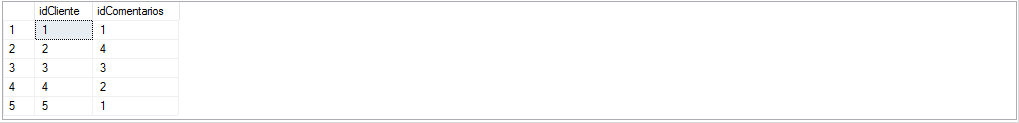 idCliente idComentarios
1 1 1
2 2 4
3 3 3
4 4 2
5 5 1